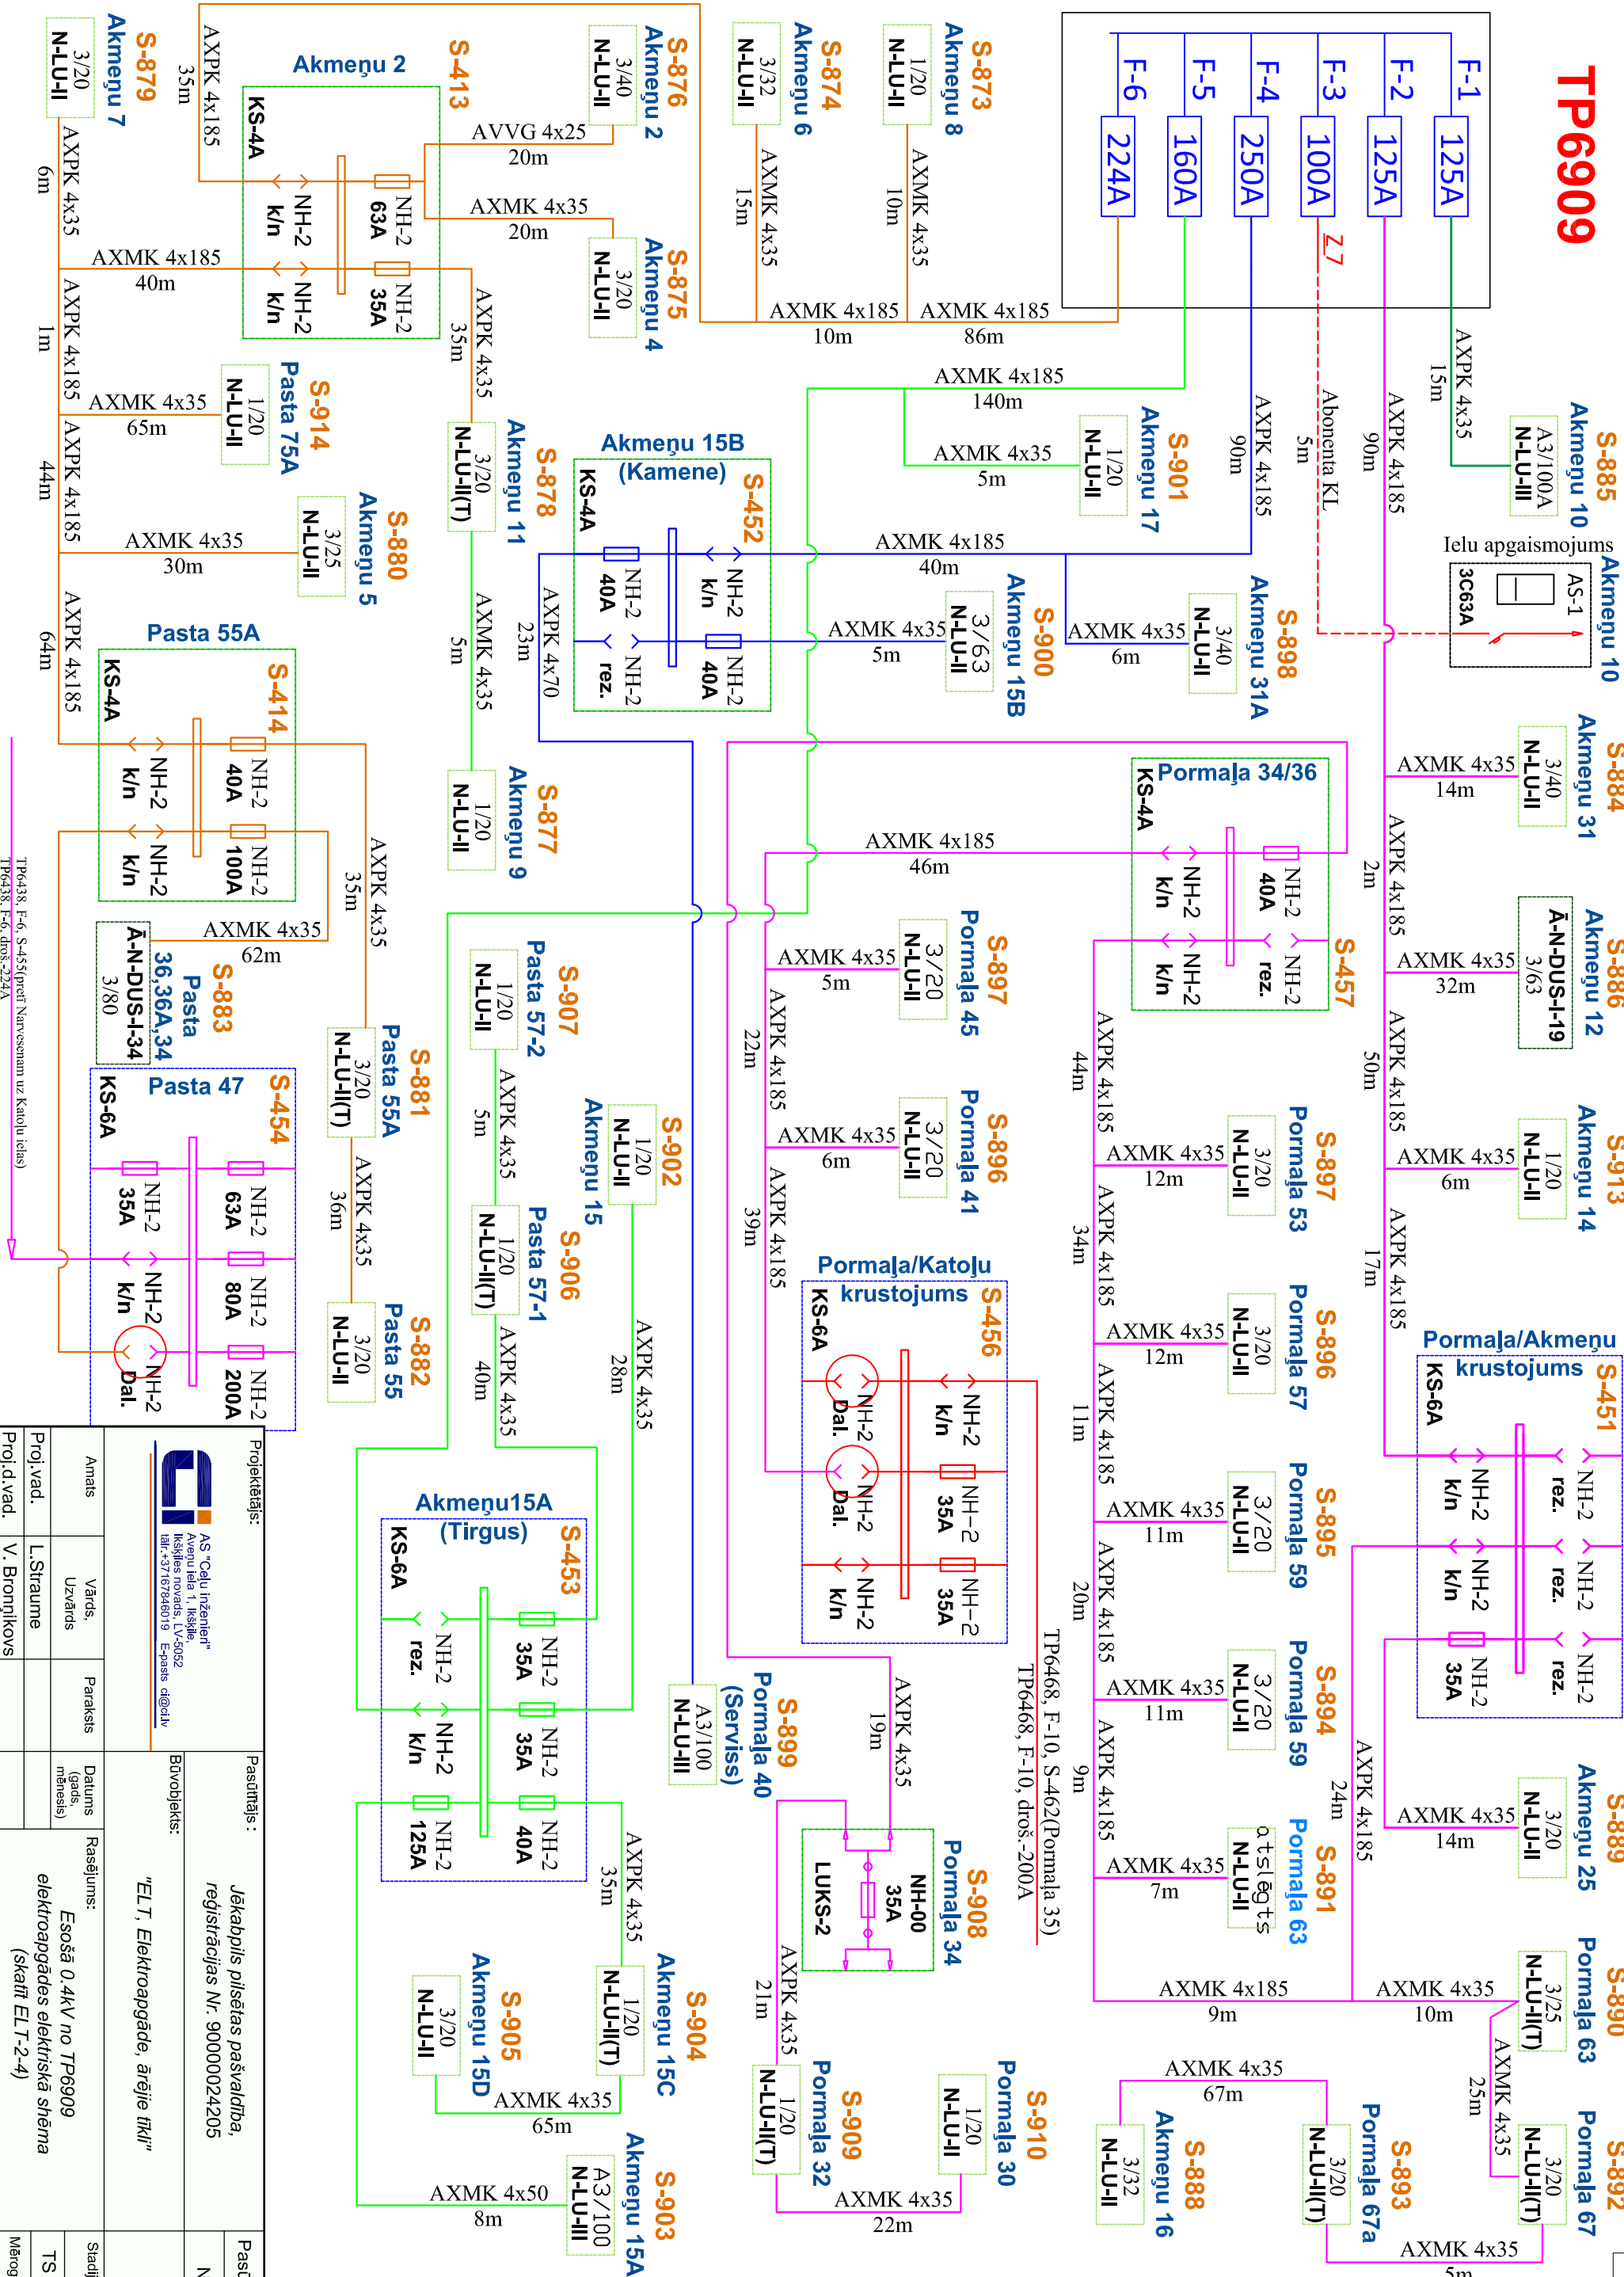 TP6909
F-1
125A
F-2
125A
F-3
100A
F-4
250A
F-5
160A
F-6
224A
Z.7
AXPK 4x35
15m
S-885
Akmeņu 10
A3/100A
N-LU-III
Akmeņu 10
Ielu apgaismojums
AS-1
3C63A
Abonenta KL
5m
AXPK 4x185
90m
S-884
Akmeņu 31
3/40
N-LU-II
AXMK 4x35
14m
AXPK 4x185
2m
S-886
Akmeņu 12
Ā-N-DUS-I-19
3/63
AXMK 4x35
32m
AXPK 4x185
50m
S-913
Akmeņu 14
1/20
N-LU-II
AXMK 4x35
6m
AXPK 4x185
17m
Pormaļa/Akmeņu
krustojums
S-451
KS-6A
NH-2
rez.
NH-2
rez.
NH-2
rez.
NH-2
k/n
NH-2
k/n
NH-2
35A
S-889
Akmeņu 25
3/20
N-LU-II
AXMK 4x35
14m
AXPK 4x185
24m
S-890
Pormaļa 63
3/25
N-LU-II(T)
AXMK 4x35
10m
AXMK 4x185
9m
AXMK 4x35
25m
S-892
Pormaļa 67
3/20
N-LU-II(T)
AXMK 4x35
5m
S-893
Pormaļa 67a
3/20
N-LU-II(T)
AXMK 4x35
67m
S-888
Akmeņu 16
3/32
N-LU-II
S-873
Akmeņu 8
1/20
N-LU-II
AXMK 4x35
10m
S-874
Akmeņu 6
3/32
N-LU-II
AXMK 4x35
15m
AXMK 4x185
86m
AXMK 4x185
10m
AXMK 4x185
140m
S-901
Akmeņu 17
1/20
N-LU-II
AXMK 4x35
5m
AXPK 4x185
90m
S-898
Akmeņu 31A
3/40
N-LU-II
AXMK 4x35
6m
AXMK 4x185
40m
S-900
Akmeņu 15B
3/63
N-LU-II
AXMK 4x35
5m
Akmeņu 15B
(Kamene)
S-452
KS-4A
NH-2
k/n
NH-2
40A
NH-2
40A
NH-2
rez.
AXPK 4x70
23m
Pormaļa 34/36
S-457
KS-4A
NH-2
40A
NH-2
rez.
NH-2
k/n
NH-2
k/n
AXMK 4x185
46m
S-897
Pormaļa 45
3/20
N-LU-II
AXMK 4x35
5m
AXPK 4x185
22m
S-896
Pormaļa 41
3/20
N-LU-II
AXMK 4x35
6m
AXPK 4x185
39m
AXPK 4x185
44m
S-897
Pormaļa 53
3/20
N-LU-II
AXMK 4x35
12m
AXPK 4x185
34m
S-896
Pormaļa 57
3/20
N-LU-II
AXMK 4x35
12m
AXPK 4x185
11m
S-895
Pormaļa 59
3/20
N-LU-II
AXMK 4x35
11m
AXPK 4x185
20m
S-894
Pormaļa 59
3/20
N-LU-II
AXMK 4x35
11m
AXPK 4x185
9m
S-891
Pormaļa 63
atslēgts
N-LU-II
AXMK 4x35
7m
Pormaļa/Katoļu
krustojums
S-456
KS-6A
NH-2
k/n
NH-2
35A
NH-2
35A
NH-2
Dal.
NH-2
Dal.
NH-2
k/n
TP6468, F-10, S-462(Pormaļa 35)
TP6468, F-10, droš.-200A
AXPK 4x35
19m
S-908
Pormaļa 34
NH-00
35A
LUKS-2
AXPK 4x35
21m
S-909
Pormaļa 32
1/20
N-LU-II(T)
AXMK 4x35
22m
S-910
Pormaļa 30
1/20
N-LU-II
S-899
Pormaļa 40
(Serviss)
A3/100
N-LU-III
S-876
Akmeņu 2
3/40
N-LU-II
AVVG 4x25
20m
S-875
Akmeņu 4
3/20
N-LU-II
AXMK 4x35
20m
S-413
Akmeņu 2
KS-4A
NH-2
63A
NH-2
35A
NH-2
k/n
NH-2
k/n
AXPK 4x185
35m
AXPK 4x35
35m
S-878
Akmeņu 11
3/20
N-LU-II(T)
AXMK 4x35
5m
S-877
Akmeņu 9
1/20
N-LU-II
S-879
Akmeņu 7
3/20
N-LU-II
AXPK 4x35
6m
AXMK 4x185
40m
AXPK 4x185
1m
S-914
Pasta 75A
1/20
N-LU-II
AXMK 4x35
65m
AXPK 4x185
44m
S-880
Akmeņu 5
3/25
N-LU-II
AXMK 4x35
30m
AXPK 4x185
64m
Pasta 55A
S-414
KS-4A
NH-2
40A
NH-2
100A
NH-2
k/n
NH-2
k/n
AXPK 4x35
35m
S-881
Pasta 55A
3/20
N-LU-II(T)
AXPK 4x35
36m
S-882
Pasta 55
3/20
N-LU-II
AXMK 4x35
62m
S-883
Pasta
36,36A,34
Ā-N-DUS-I-34
3/80
TP6438, F-6, S-455(pretī Narvesenam uz Katoļu ielas)
TP6438, F-6, droš.-224A
Pasta 47
S-454
KS-6A
NH-2
63A
NH-2
80A
NH-2
200A
NH-2
35A
NH-2
k/n
NH-2
Dal.
S-907
Pasta 57-2
1/20
N-LU-II
AXPK 4x35
5m
S-906
Pasta 57-1
1/20
N-LU-II(T)
AXPK 4x35
40m
S-902
Akmeņu 15
1/20
N-LU-II
AXPK 4x35
28m
Akmeņu15A
(Tirgus)
S-453
KS-6A
NH-2
35A
NH-2
35A
NH-2
40A
NH-2
rez.
NH-2
k/n
NH-2
125A
AXPK 4x35
35m
S-904
Akmeņu 15C
1/20
N-LU-II(T)
AXMK 4x35
65m
S-905
Akmeņu 15D
3/20
N-LU-II
S-903
Akmeņu 15A
A3/100
N-LU-III
AXMK 4x50
8m
Projektētājs:
AS "Ceļu inženieri"
Aveņu iela 1, Ikšķile,
Ikšķiles novads, LV-5052
tālr.+37167846019 E-pasts ci@ci.lv
Amats
Vārds,
Uzvārds
Paraksts
Datums
(gads,
mēnesis)
Proj.vad.
L.Straume
Proj.d.vad.
V. Bronņikovs
Pasūtītājs :
Jēkabpils pilsētas pašvaldība,
reģistrācijas Nr. 90000024205
Būvobjekts:
"ELT, Elektroapgāde, ārējie tīkli"
Rasējums:
Esošā 0.4kV no TP6909
elektroapgādes elektriskā shēma
(skatīt ELT-2-4)
TS